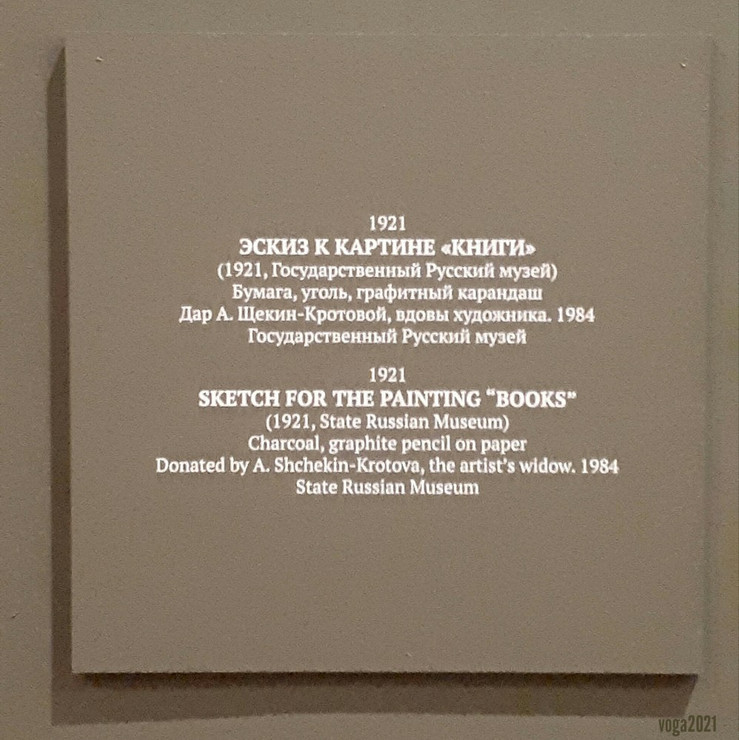 1921
ЭСКИЗ К КАРТИНЕ «КНИГИ»
(1921, Государственный Русский музей)
Бумага, уголь, графитный карандаш
Дар А. Щекин-Кротовой, вдовы художника. 1984
Государственный Русский музей
1921
SKETCH FOR THE PAINTING “BOOKS”
(1921, State Russian Museum)
Charcoal, graphite pencil on paper
Donated by A. Shchekin-Krotova, the artist’s widow. 1984
State Russian Museum
voga2021